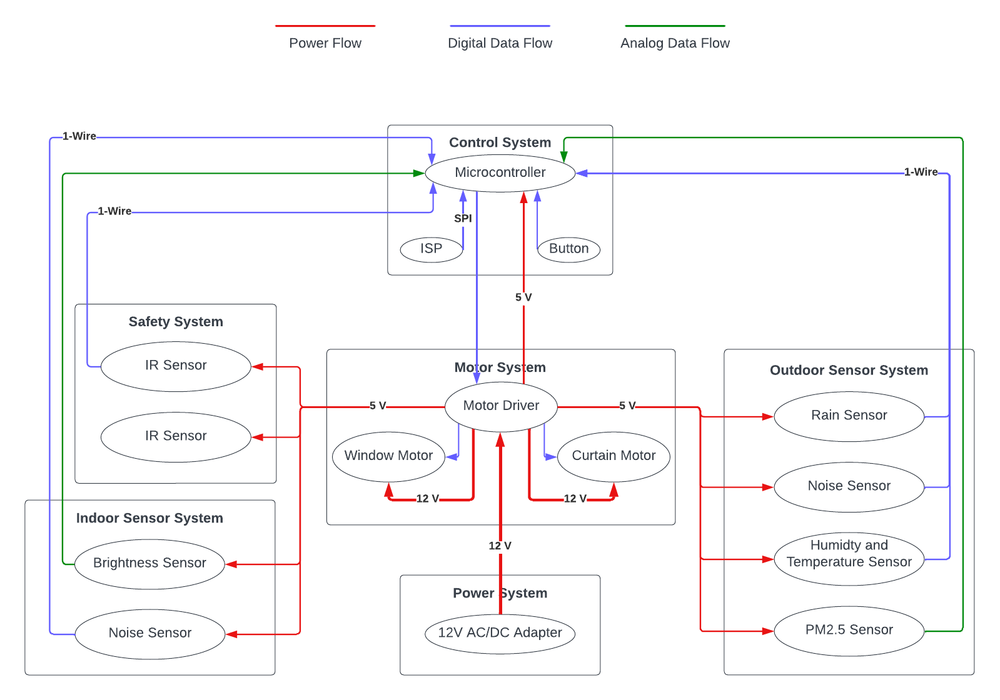 Power Flow
Digital Data Flow
Analog Data Flow
1-Wire
Control System
Microcontroller
1-Wire
1-Wire
SPI
ISP
Button
5 V
Safety System
IR Sensor
IR Sensor
Motor System
Motor Driver
5 V
5 V
Window Motor
Curtain Motor
12 V
12 V
Outdoor Sensor System
Rain Sensor
Noise Sensor
Humidty and
Temperature Sensor
PM2.5 Sensor
Indoor Sensor System
Brightness Sensor
Noise Sensor
12 V
Power System
12V AC/DC Adapter